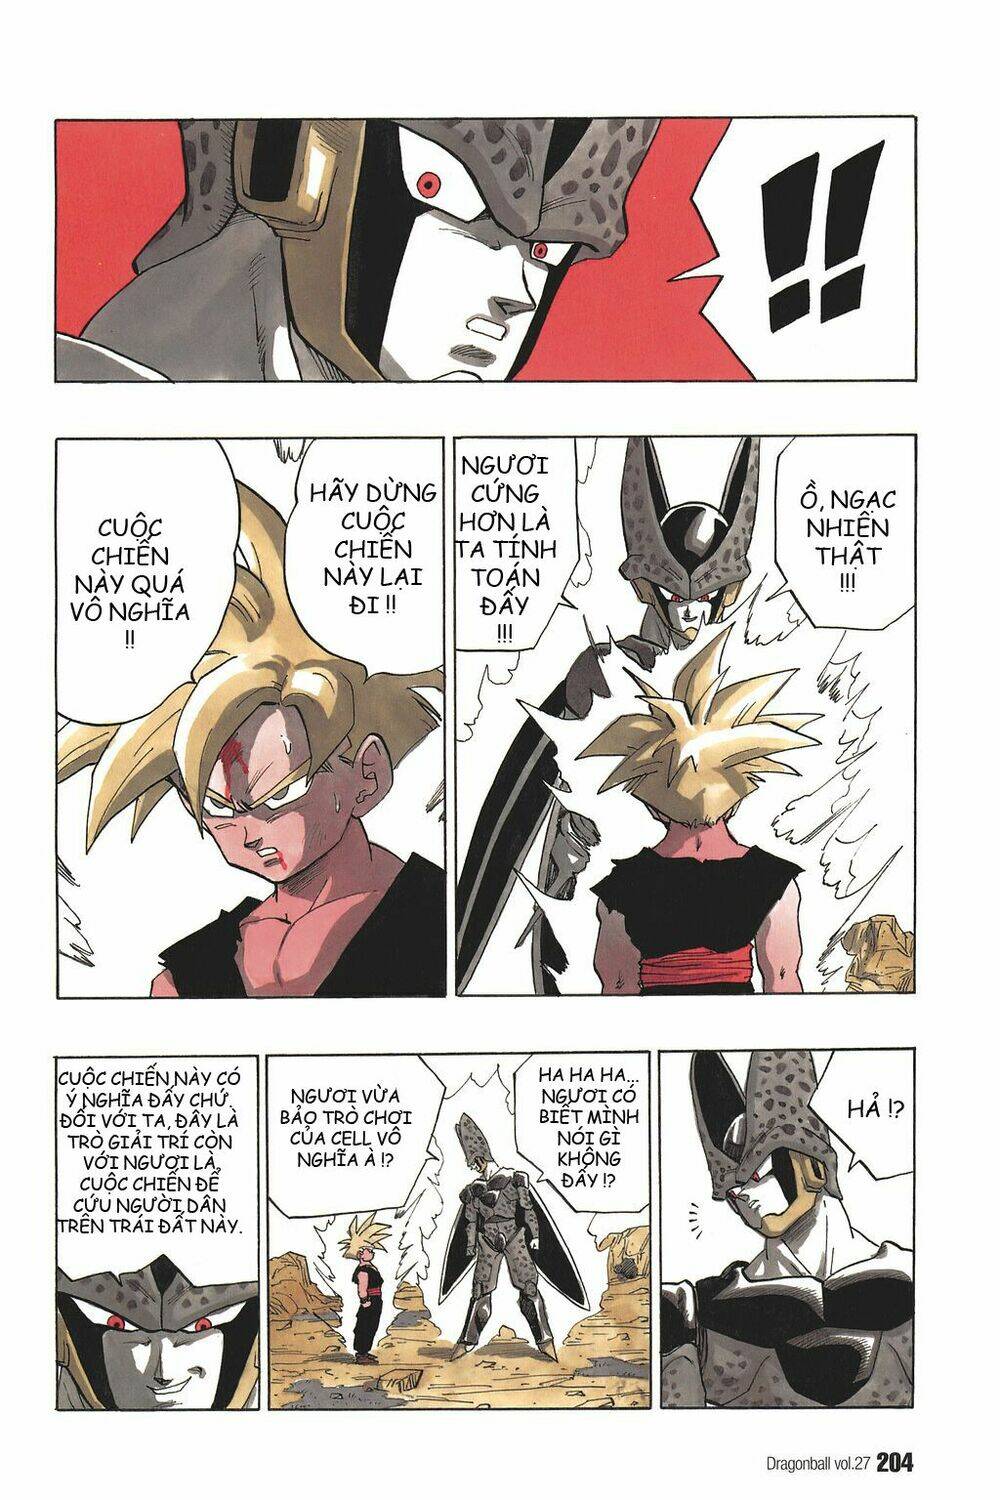 !!
Ồ, NGẠC
NHIÊN
THẬT
!!!
NGƯƠI
CỨNG
HƠN LÀ
TA TÍNH
TOÁN
ĐẤY
!!!
HÃY DỪNG
CUỘC
CHIẾN
NÀY LẠI
ĐI !!
CUỘC
CHIẾN
NÀY QUÁ
VÔ NGHĨA
!!
HẢ !?
HA HA HA...
NGƯƠI CÓ
BIẾT MÌNH
NÓI GÌ
KHÔNG
ĐẤY !?
NGƯƠI VỪA
BẢO TRÒ CHƠI
CỦA CELL VÔ
NGHĨA À !?
CUỘC CHIẾN NÀY CÓ
Ý NGHĨA ĐẤY CHỨ.
ĐỐI VỚI TA, ĐÂY LÀ
TRÒ GIẢI TRÍ CÒN
VỚI NGƯƠI LÀ,
CUỘC CHIẾN ĐỂ
CỨU NGƯỜI DÂN
TRÊN TRÁI ĐẤT NÀY.
Dragonball vol.27 204